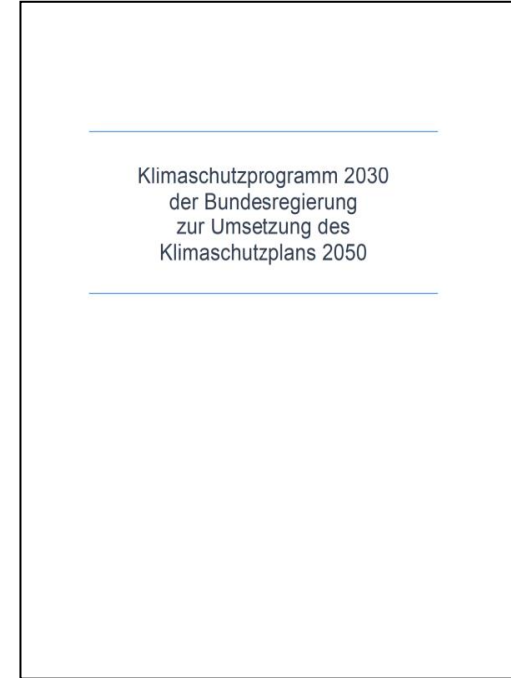 Klimaschutzprogramm 2030
der Bundesregierung
zur Umsetzung des
Klimaschutzplans 2050